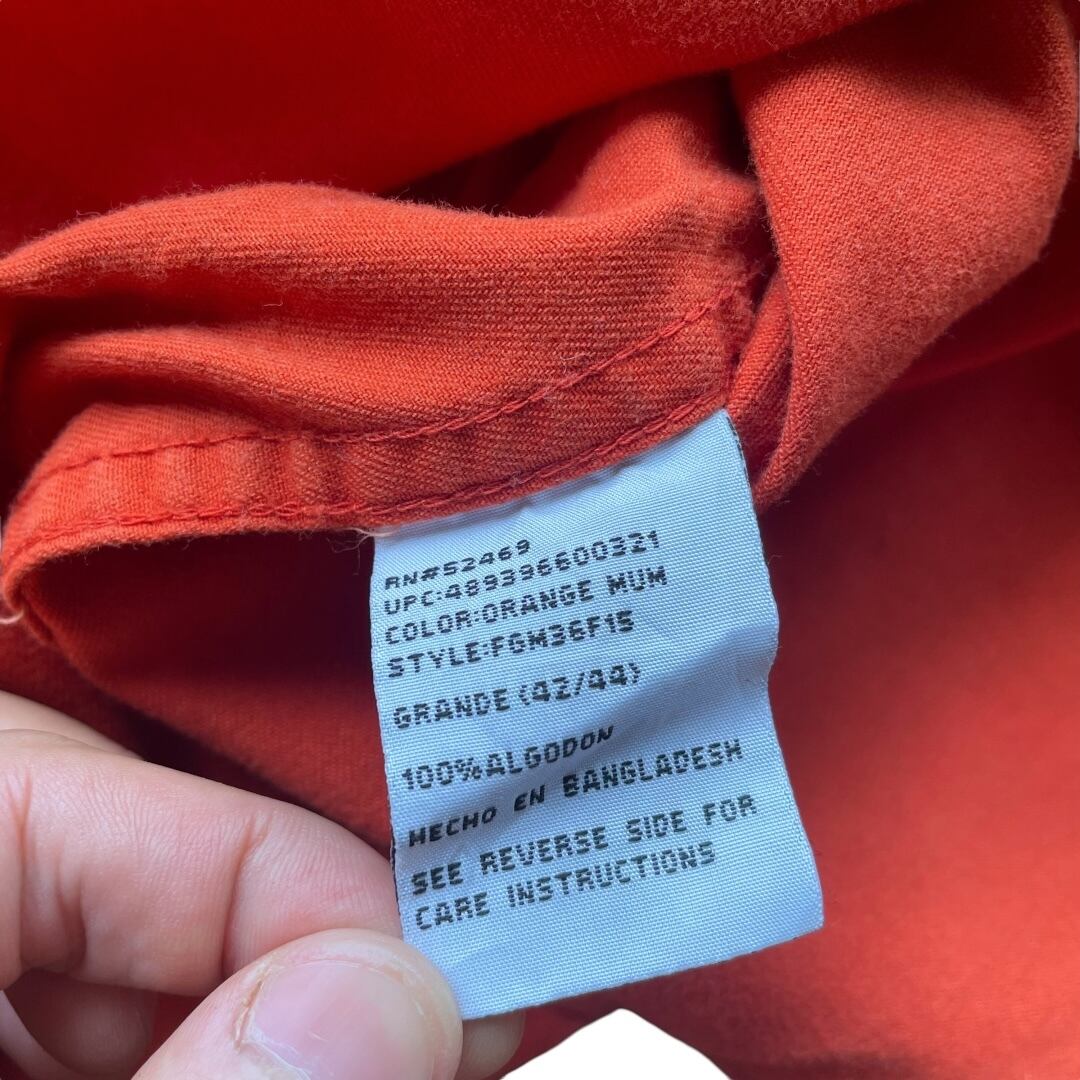 RN#52469
UPC:489396600321
COLOR:ORANGE MUM
STYLE:FGM36F15
GRANDE (42/44)
100%ALGODON
HECHO EN BANGLADESH
SEE REVERSE SIDE FOR
CARE INSTRUCTIONS